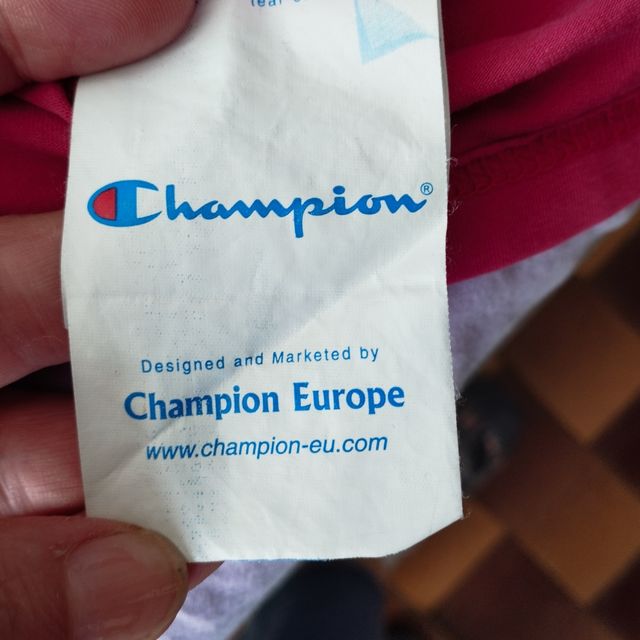 Champion®
Designed and Marketed by
Champion Europe
www.champion-eu.com